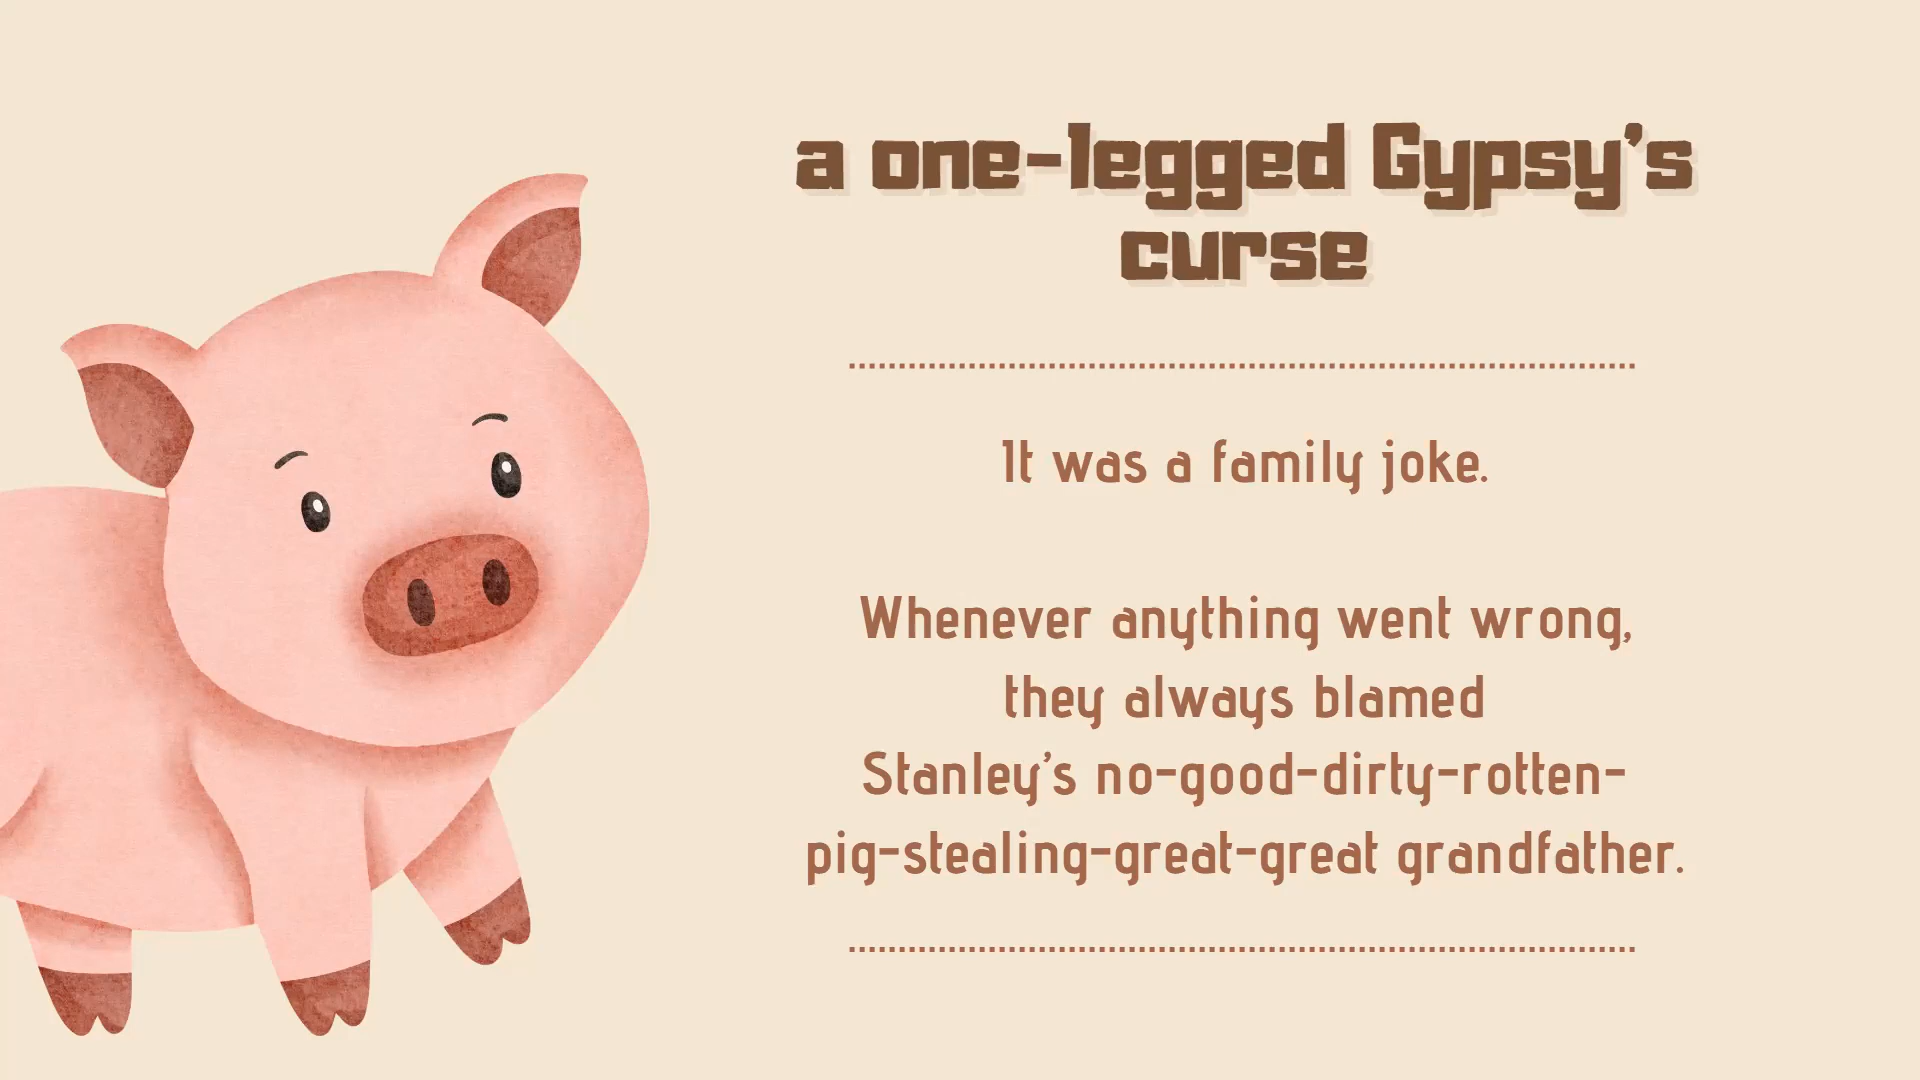 a one-legged Gypsy's
curse
It was a family joke.
Whenever anything went wrong,
they always blamed
Stanley's no-good-dirty-rotten-
pig-stealing-great-great grandfather.